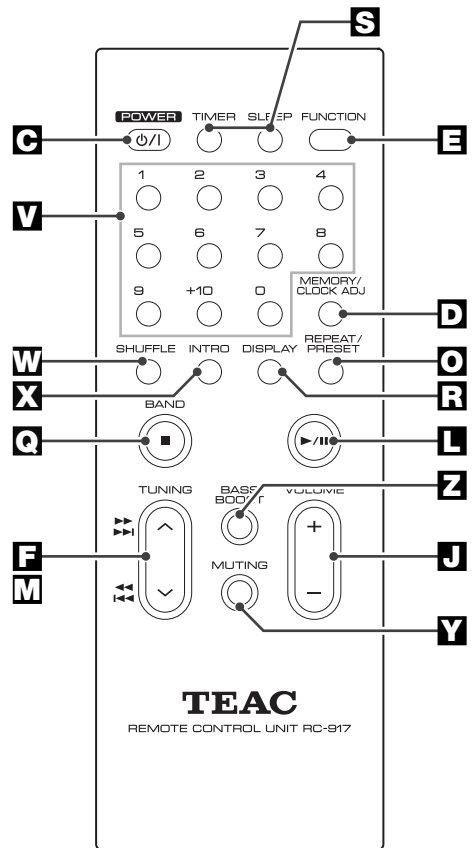 S
POWER TIMER SLEEP FUNCTION
C ⏻/I E
V 1 2 3 4
5 6 7 8
9 +10 0 MEMORY/
CLOCK ADJ
D
W SHUFFLE INTRO DISPLAY REPEAT/
PRESET O
X R
BAND
Q L
Z
TUNING BASS
BOOST VOLUME
+
F J
M MUTING
−
Y
TEAC
REMOTE CONTROL UNIT RC-917